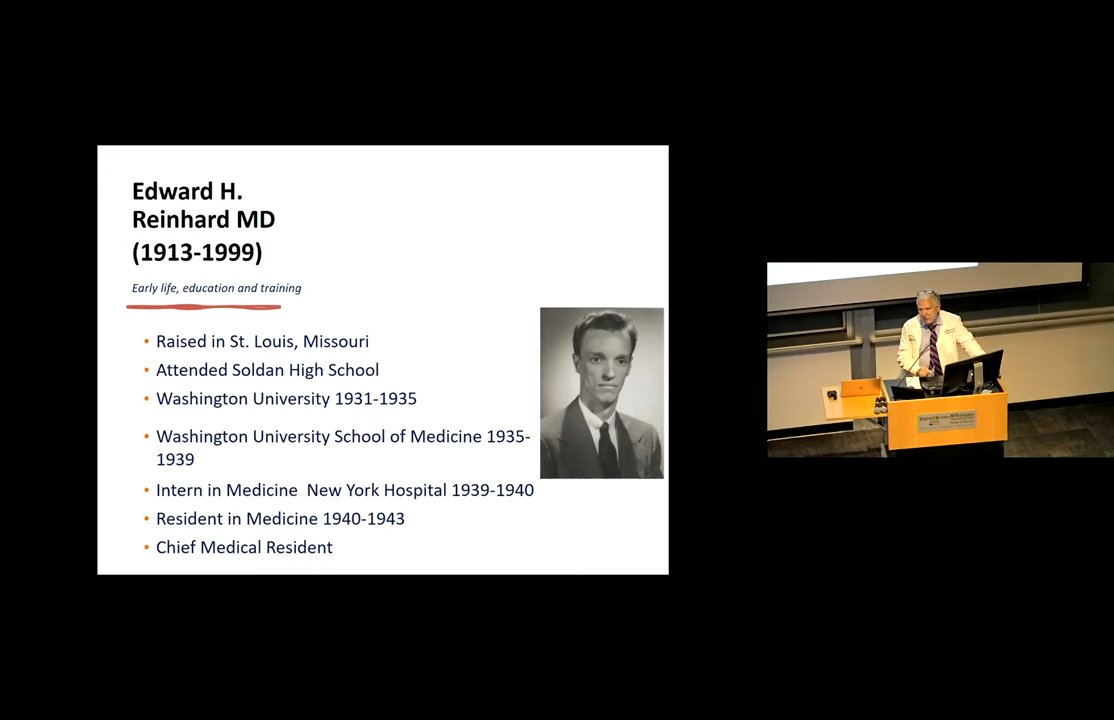 Edward H.
Reinhard MD
(1913-1999)
Early life, education and training
• Raised in St. Louis, Missouri
• Attended Soldan High School
• Washington University 1931-1935
• Washington University School of Medicine 1935-
1939
• Intern in Medicine New York Hospital 1939-1940
• Resident in Medicine 1940-1943
• Chief Medical Resident